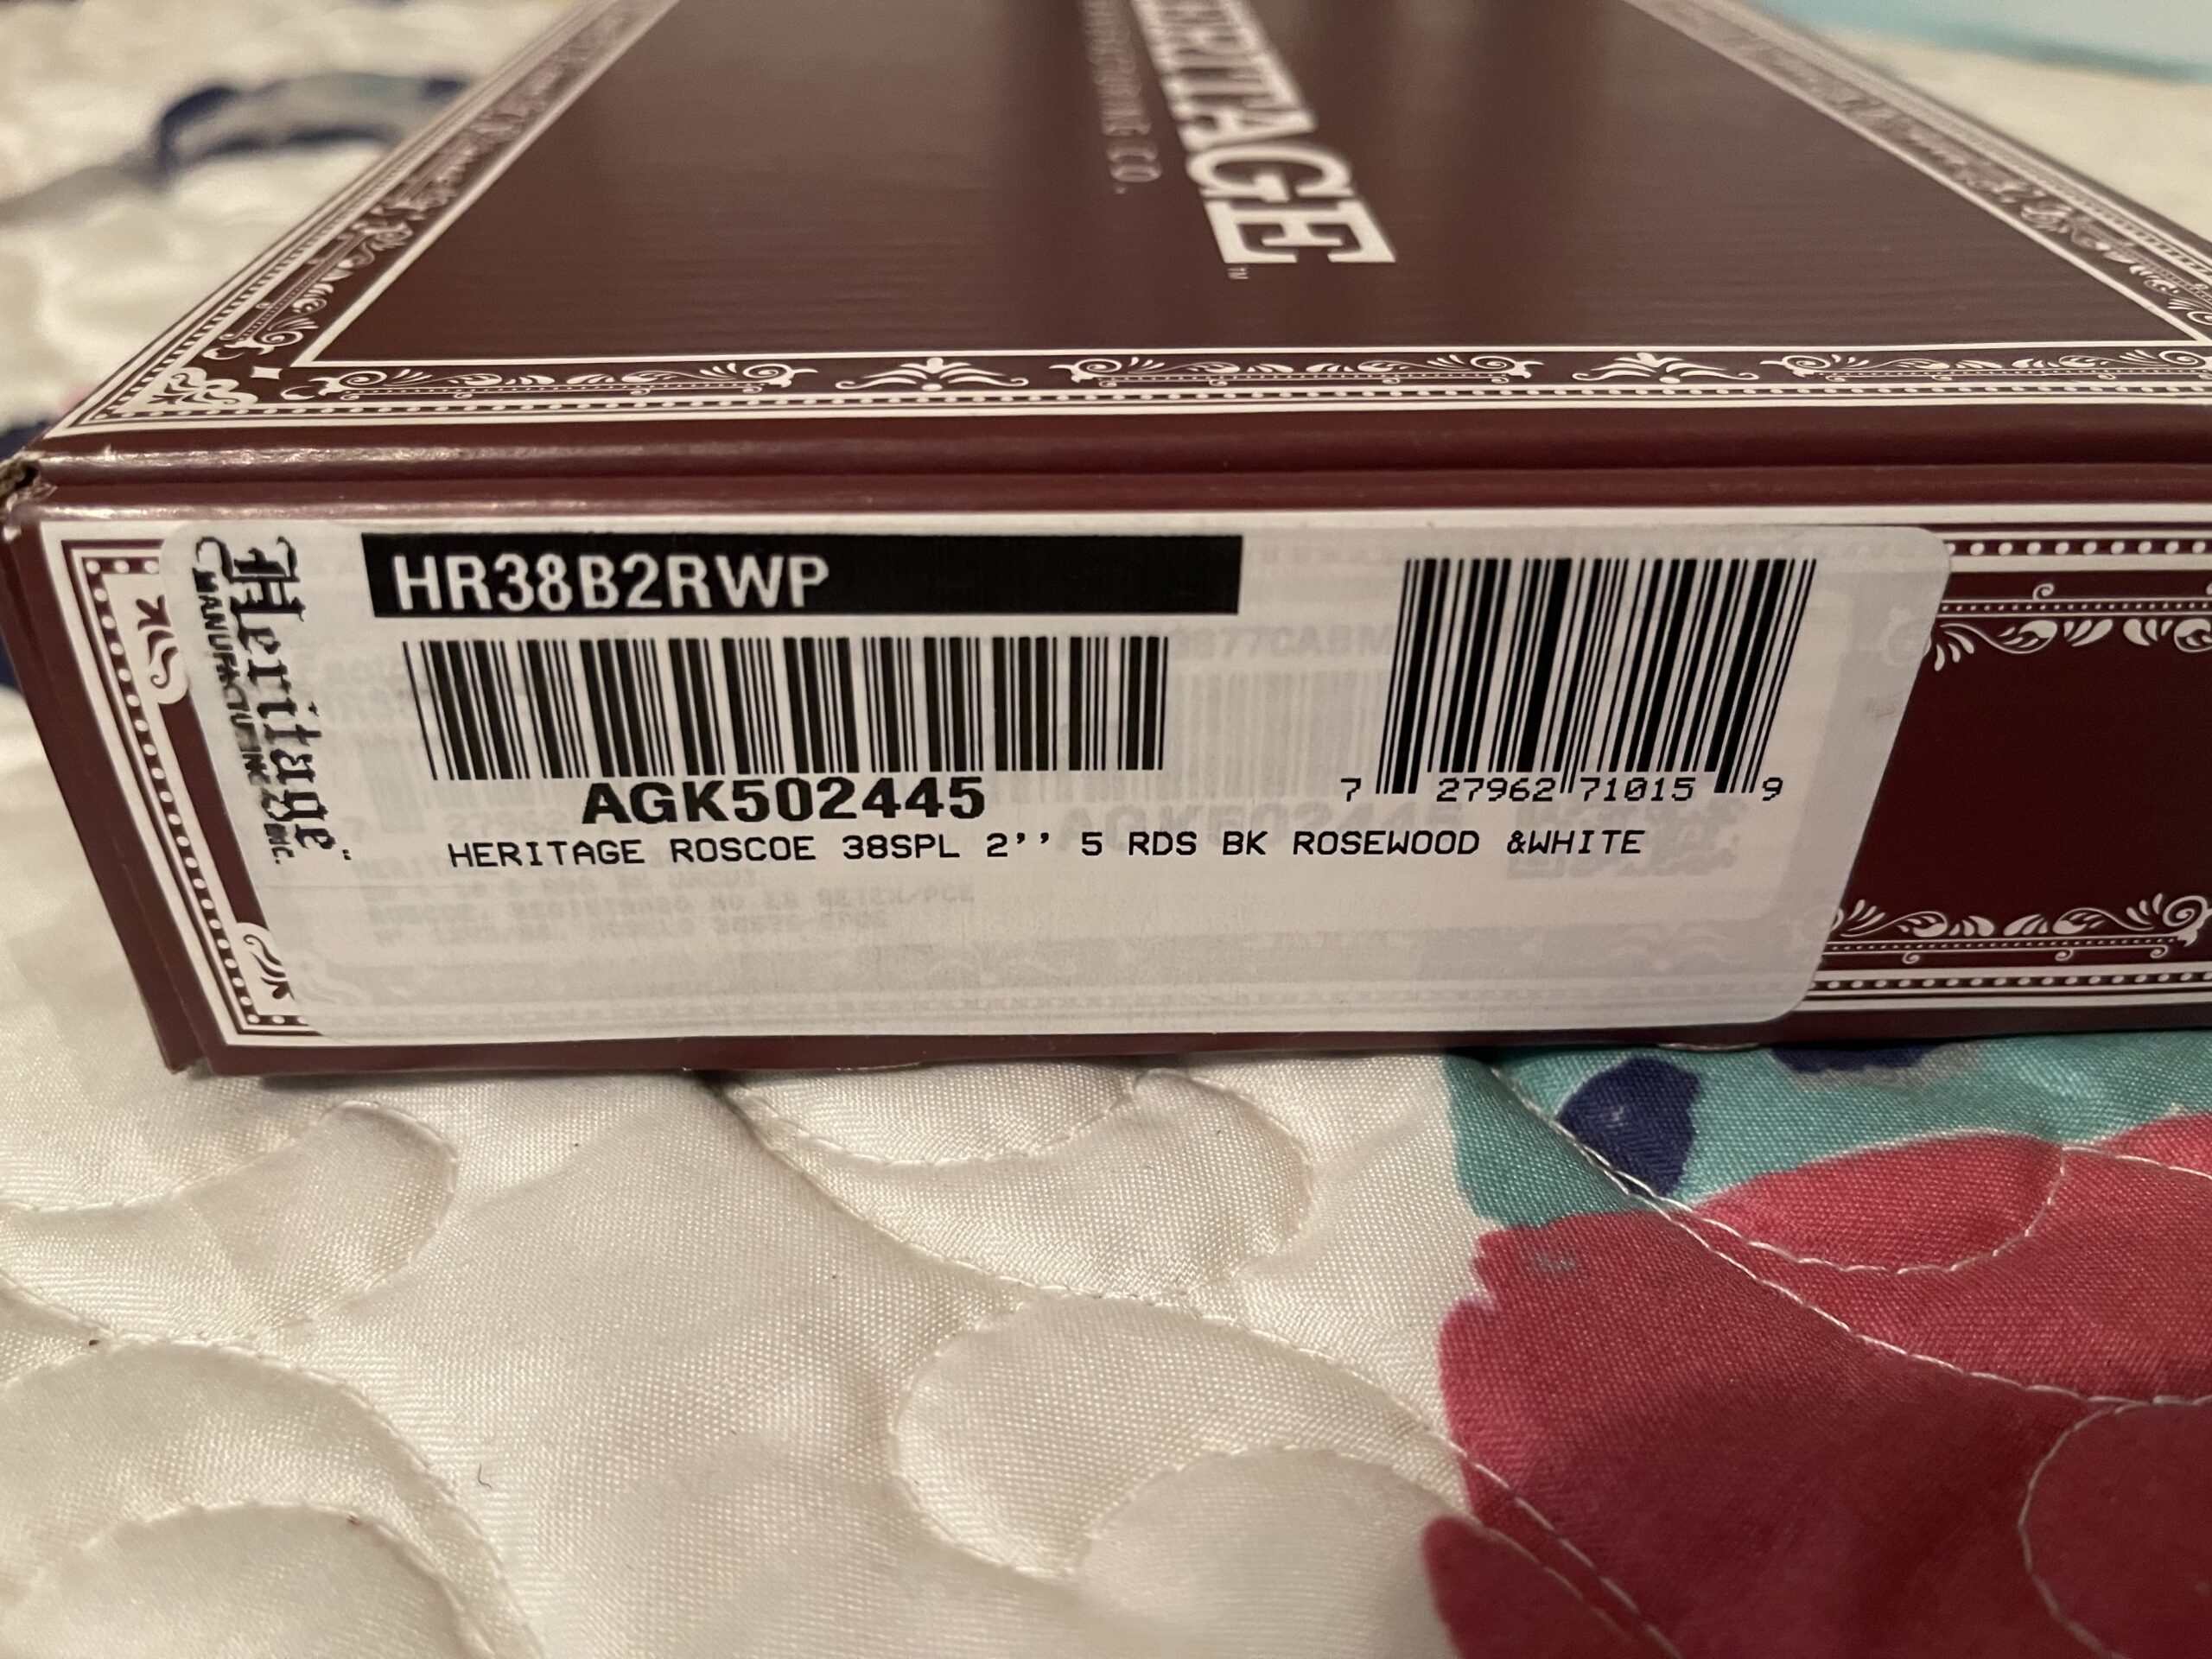 HERITAGE
CO.
TM
Heritage
MANUFACTURING INC.
HR38B2RWP
AGK502445
7 27962 71015 9
HERITAGE ROSCOE 38SPL 2'' 5 RDS BK ROSEWOOD &WHITE